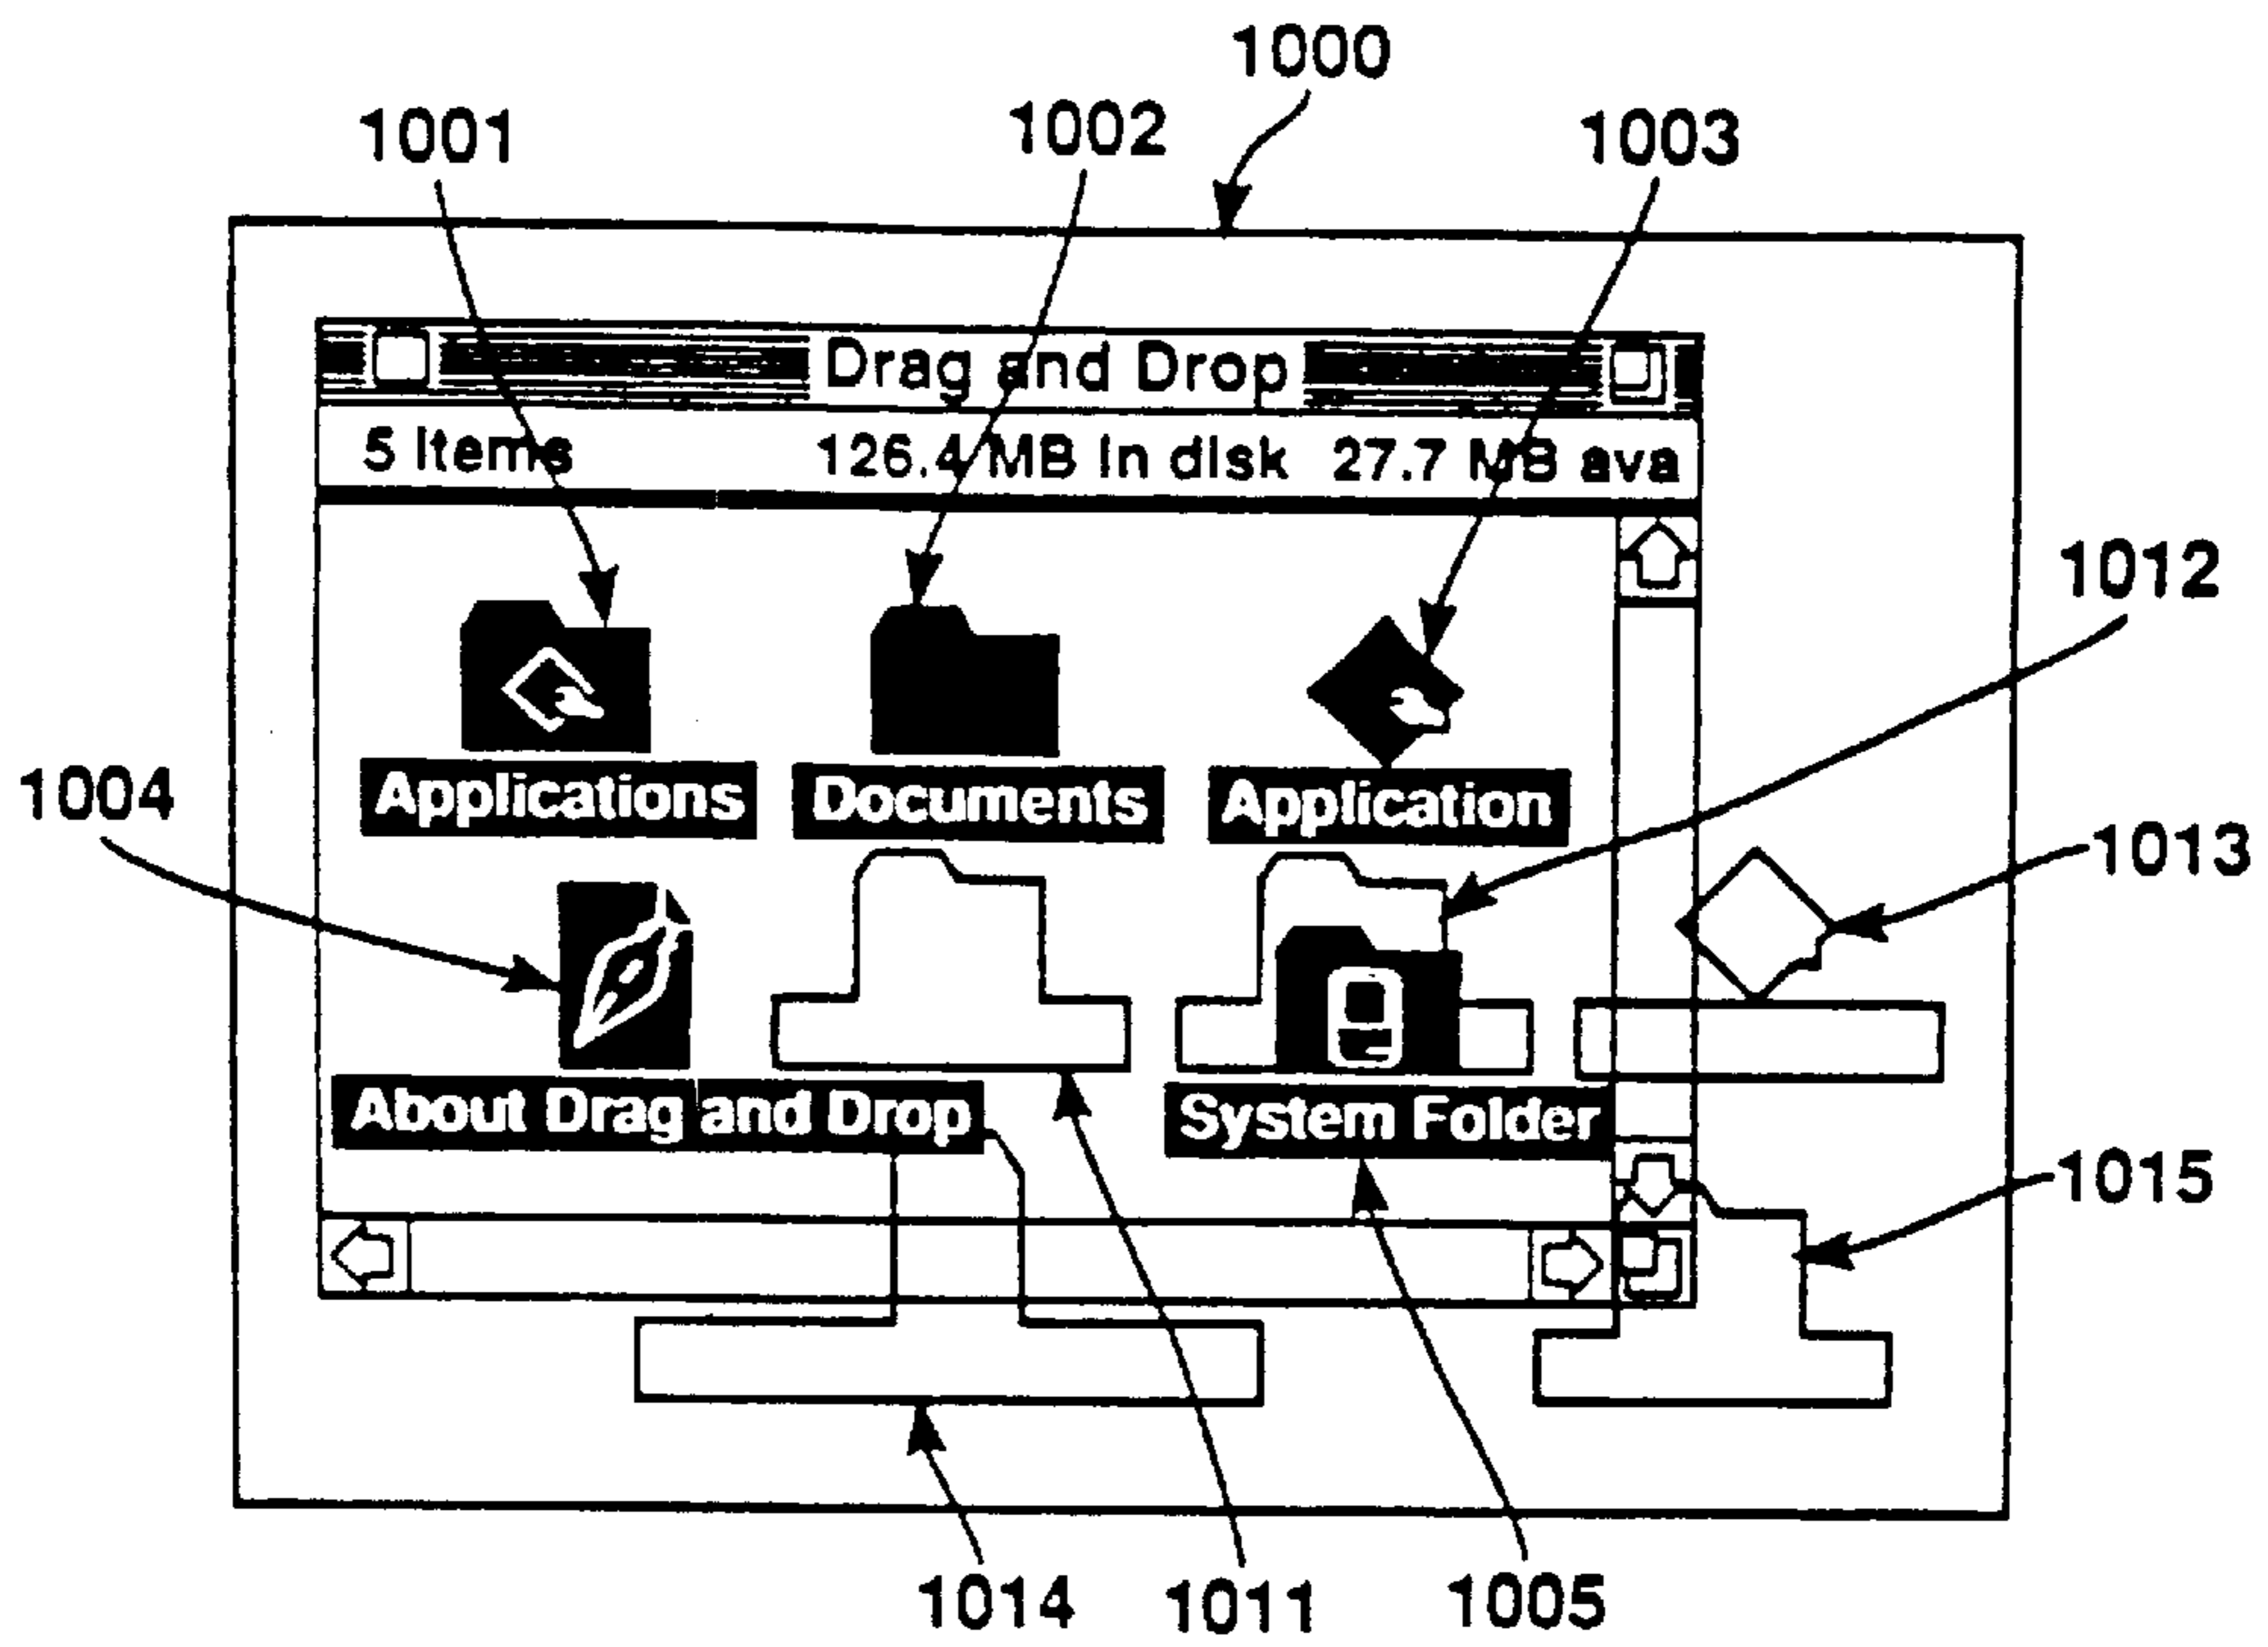 1000
1001 1002 1003
Drag and Drop
5 items 126.4 MB in disk 27.7 MB ava
1012
Applications Documents Application
1004
1013
About Drag and Drop System Folder
1015
1014 1011 1005